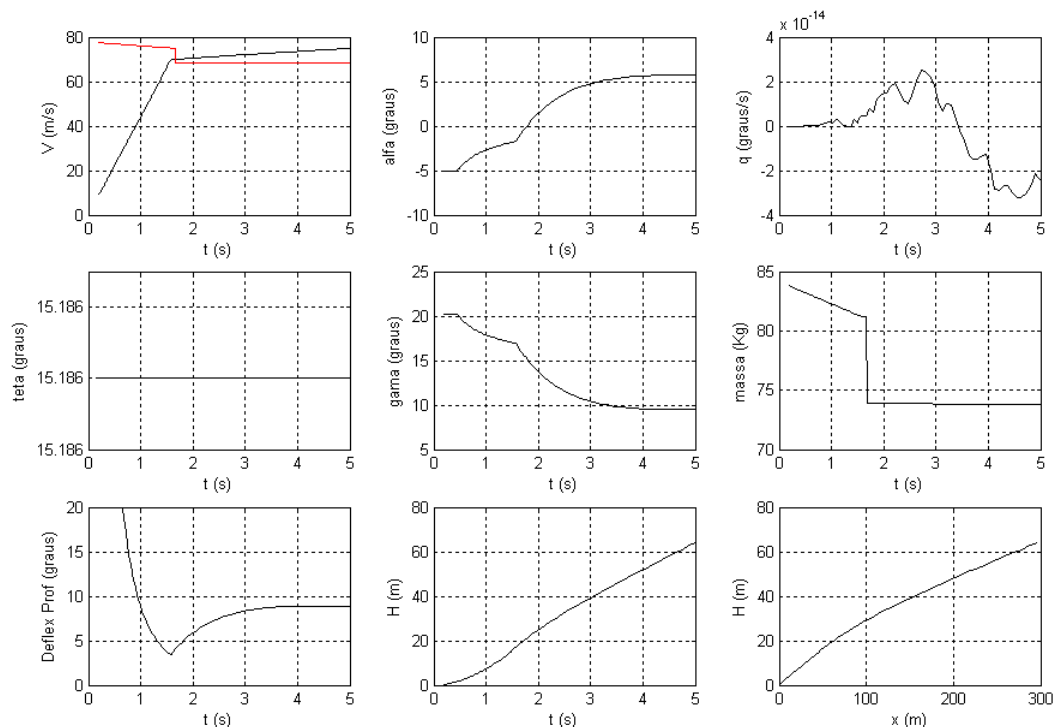 80
60
40
20
0
V (m/s)
0 1 2 3 4 5
t (s)
10
5
0
-5
-10
alfa (graus)
0 1 2 3 4 5
t (s)
x 10^-14
4
2
0
-2
-4
q (graus/s)
0 1 2 3 4 5
t (s)
15.186
15.186
15.186
teta (graus)
0 1 2 3 4 5
t (s)
25
20
15
10
5
gama (graus)
0 1 2 3 4 5
t (s)
85
80
75
70
massa (Kg)
0 1 2 3 4 5
t (s)
20
15
10
5
0
Deflex Prof (graus)
0 1 2 3 4 5
t (s)
80
60
40
20
0
H (m)
0 1 2 3 4 5
t (s)
80
60
40
20
0
H (m)
0 100 200 300
x (m)